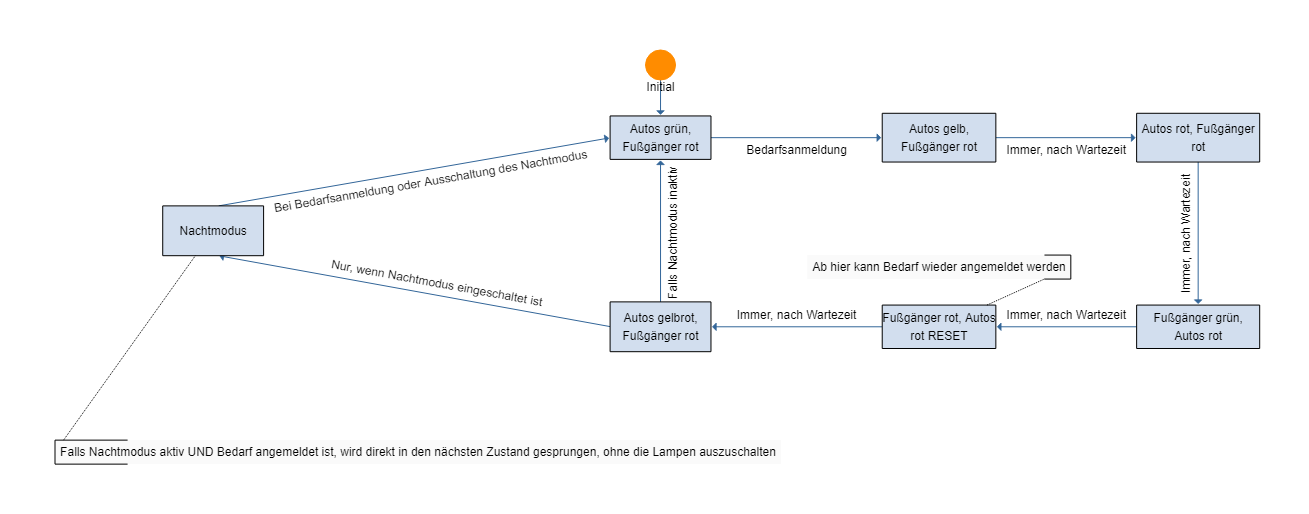 Initial
Autos grün,
Fußgänger rot
Bedarfsanmeldung
Autos gelb,
Fußgänger rot
Immer, nach Wartezeit
Autos rot, Fußgänger
rot
Bei Bedarfsanmeldung oder Ausschaltung des Nachtmodus
Falls Nachtmodus inaktiv
Immer, nach Wartezeit
Nachtmodus
Nur, wenn Nachtmodus eingeschaltet ist
Ab hier kann Bedarf wieder angemeldet werden
Autos gelbrot,
Fußgänger rot
Immer, nach Wartezeit
Fußgänger rot, Autos
rot RESET
Immer, nach Wartezeit
Fußgänger grün,
Autos rot
Falls Nachtmodus aktiv UND Bedarf angemeldet ist, wird direkt in den nächsten Zustand gesprungen, ohne die Lampen auszuschalten